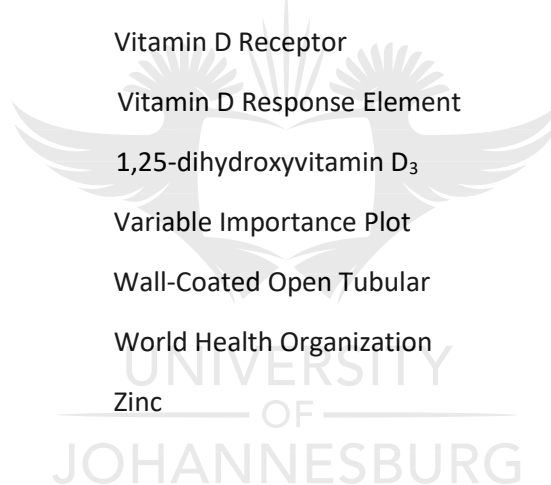 Vitamin D Receptor
Vitamin D Response Element
1,25-dihydroxyvitamin D₃
Variable Importance Plot
Wall-Coated Open Tubular
World Health Organization
UNIVERSITY
Zinc
OF
JOHANNESBURG